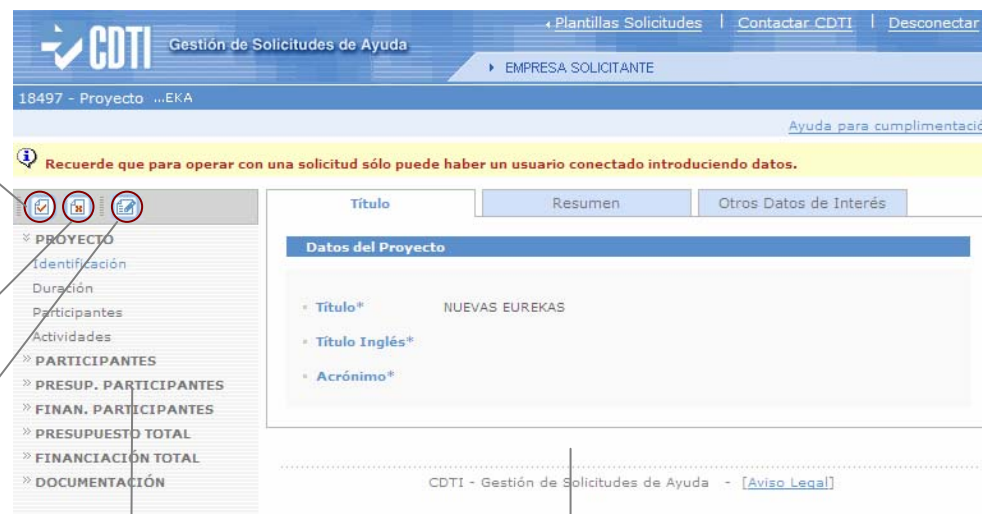 Plantillas Solicitudes | Contactar CDTI | Desconectar
CDTI Gestión de Solicitudes de Ayuda
EMPRESA SOLICITANTE
18497 - Proyecto ...EKA
Ayuda para cumplimentació
Recuerde que para operar con una solicitud sólo puede haber un usuario conectado introduciendo datos.
Título Resumen Otros Datos de Interés
PROYECTO
Identificación
Duración
Participantes
Actividades
PARTICIPANTES
PRESUP. PARTICIPANTES
FINAN. PARTICIPANTES
PRESUPUESTO TOTAL
FINANCIACIÓN TOTAL
DOCUMENTACIÓN
Datos del Proyecto
Título* NUEVAS EUREKAS
Título Inglés*
Acrónimo*
CDTI - Gestión de Solicitudes de Ayuda - [Aviso Legal]